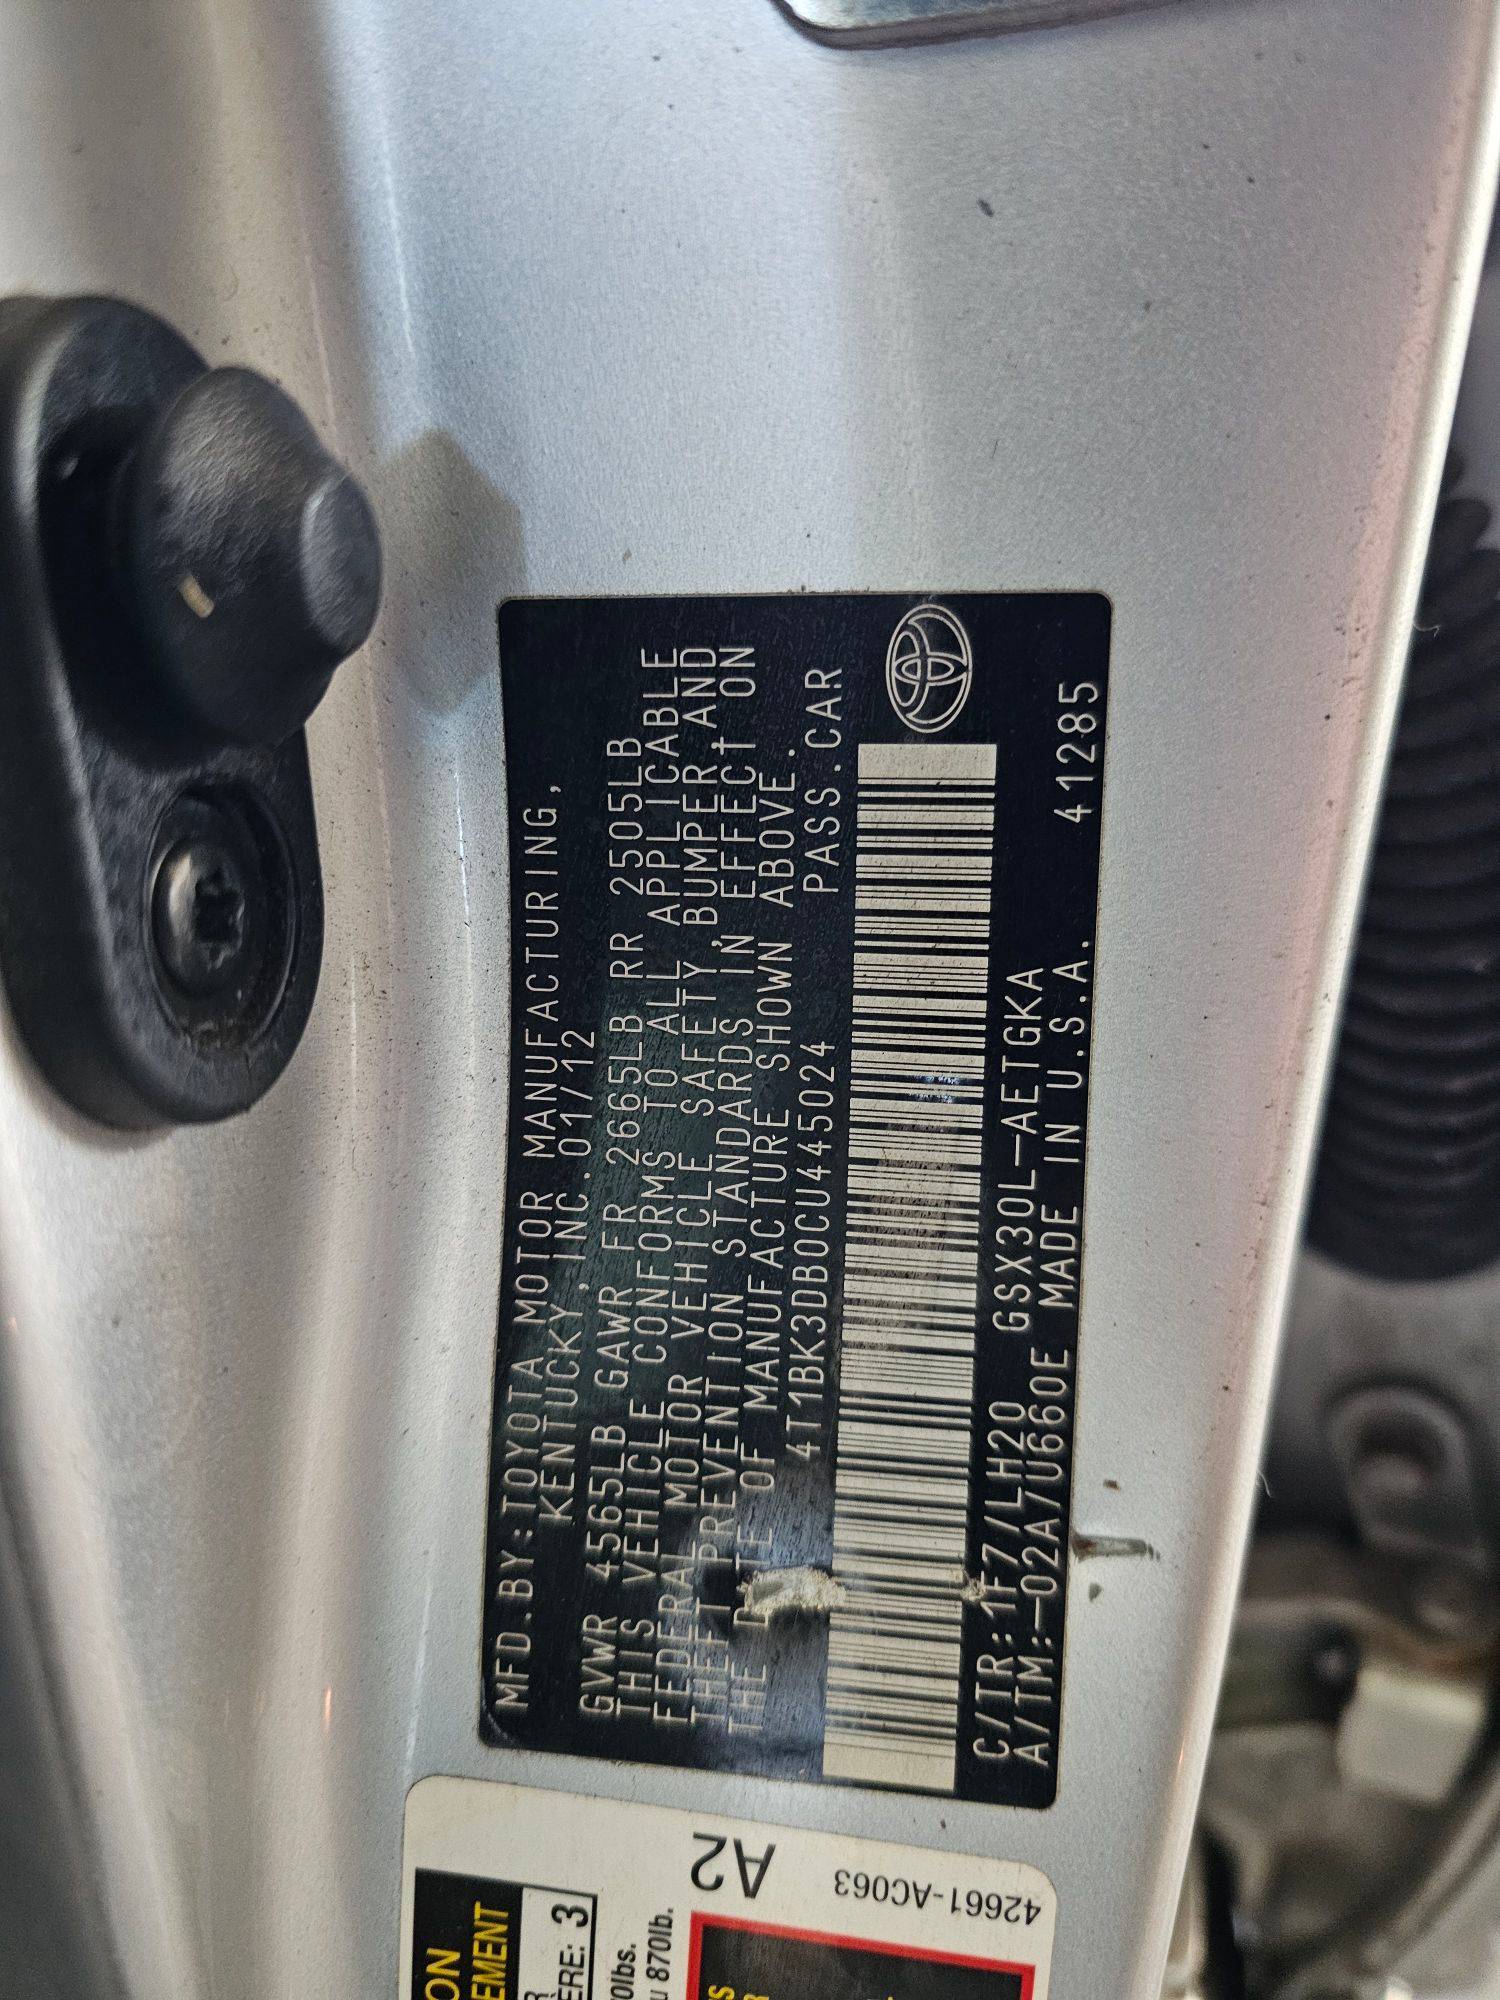 MFD.BY:TOYOTA MOTOR MANUFACTURING,
KENTUCKY,INC.01/12
GVWR 4565LB GAWR FR 2665LB RR 2505LB
THIS VEHICLE CONFORMS TO ALL APPLICABLE
FEDERAL MOTOR VEHICLE SAFETY,BUMPER,AND
THEFT PREVENTION STANDARDS IN EFFECT ON
THE OF MANUFACTURE SHOWN ABOVE.
4T1BK3DB0CU445024 PASS.CAR
C/TR:1F7/LH20 GSX30L-AETGKA
A/TM:-02A/U660E MADE IN U.S.A. 41285
A2
42661-AC063
3
870lb.